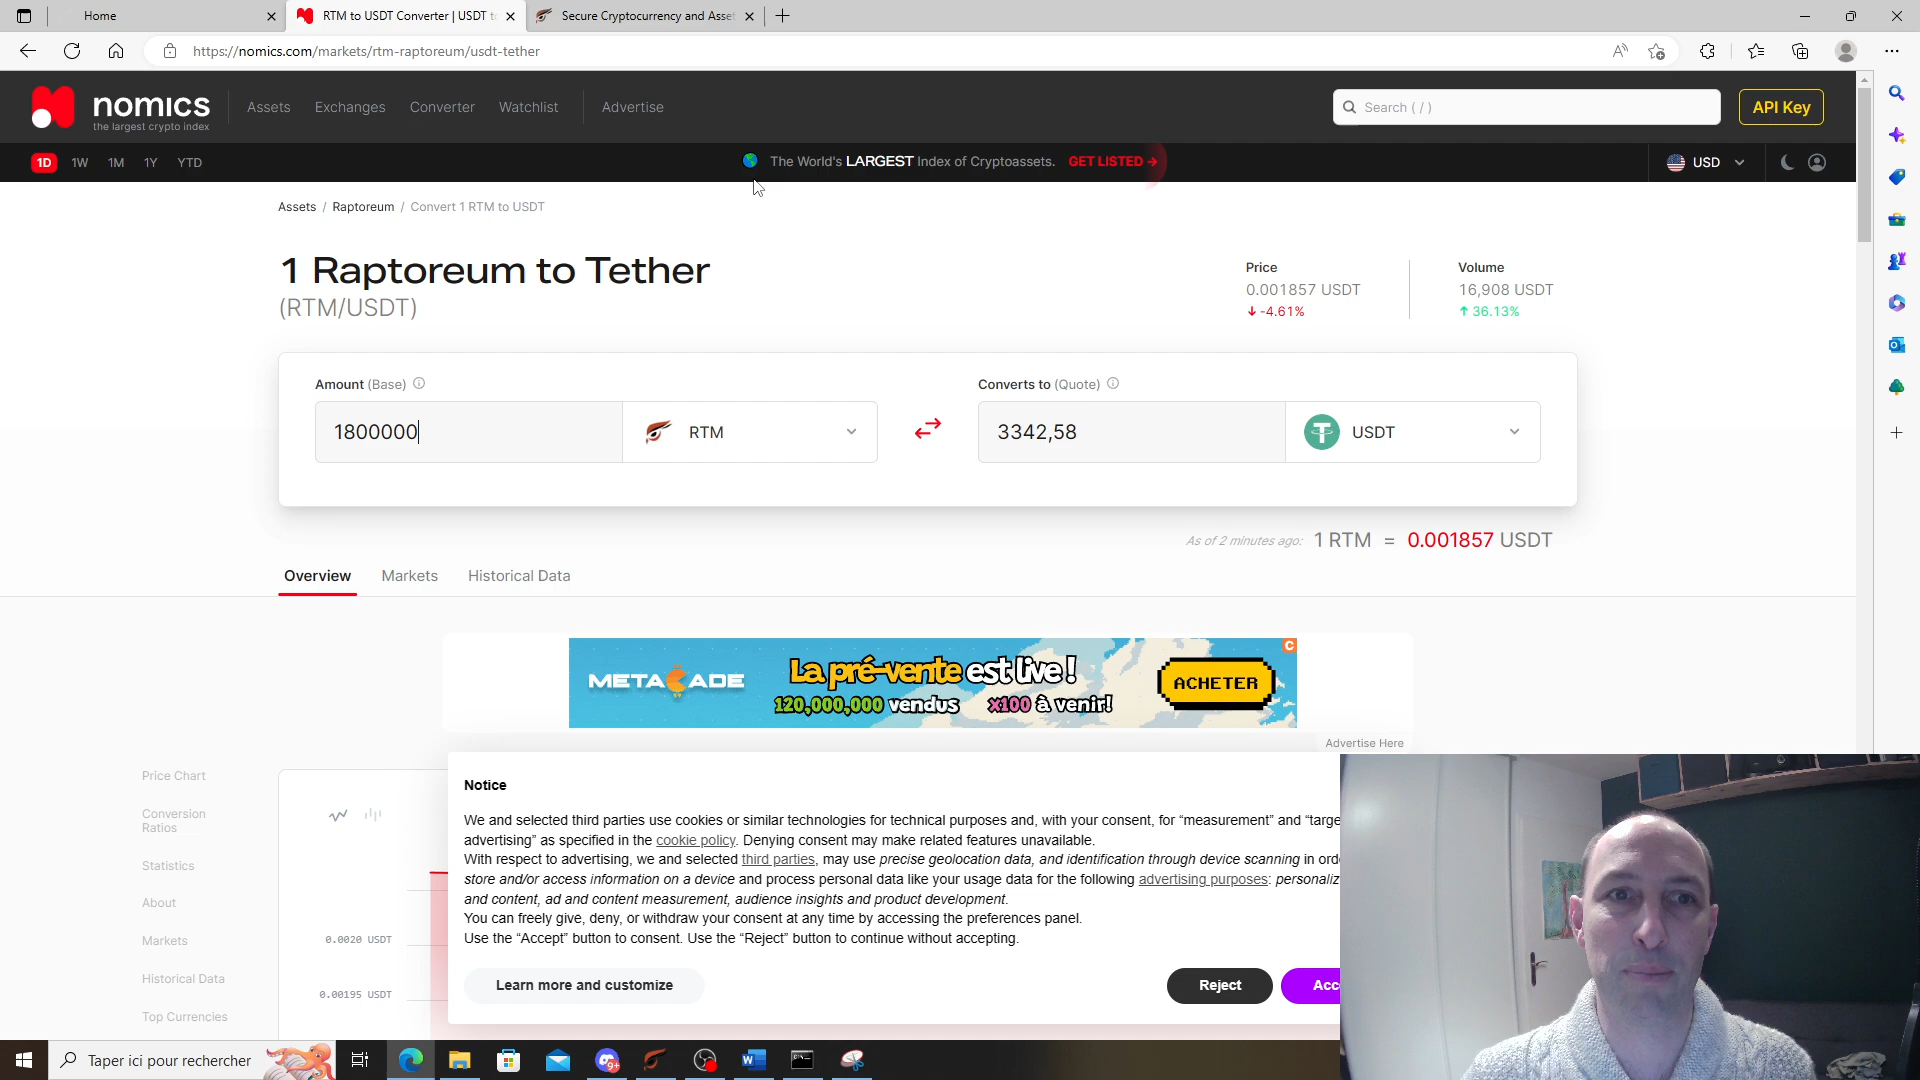 Home
RTM to USDT Converter | USDT to
Secure Cryptocurrency and Asset
https://nomics.com/markets/rtm-raptoreum/usdt-tether
nomics
the largest crypto index
Assets
Exchanges
Converter
Watchlist
Advertise
Search ( / )
API Key
1D
1W
1M
1Y
YTD
The World's LARGEST Index of Cryptoassets. GET LISTED →
USD
Assets / Raptoreum / Convert 1 RTM to USDT
1 Raptoreum to Tether
(RTM/USDT)
Price
0.001857 USDT
-4.61%
Volume
16,908 USDT
36.13%
Amount (Base)
1800000
RTM
Converts to (Quote)
3342,58
USDT
As of 2 minutes ago: 1 RTM = 0.001857 USDT
Overview
Markets
Historical Data
METACADE
La pré-vente est live !
120,000,000 vendus x100 à venir!
ACHETER
C
Advertise Here
Price Chart
Conversion
Ratios
Statistics
About
Markets
Historical Data
Top Currencies
0.0020 USDT
0.00195 USDT
Notice
We and selected third parties use cookies or similar technologies for technical purposes and, with your consent, for “measurement” and “targe
advertising” as specified in the cookie policy. Denying consent may make related features unavailable.
With respect to advertising, we and selected third parties, may use precise geolocation data, and identification through device scanning in ord
store and/or access information on a device and process personal data like your usage data for the following advertising purposes: personaliz
and content, ad and content measurement, audience insights and product development.
You can freely give, deny, or withdraw your consent at any time by accessing the preferences panel.
Use the “Accept” button to consent. Use the “Reject” button to continue without accepting.
Learn more and customize
Reject
Acc
Taper ici pour rechercher